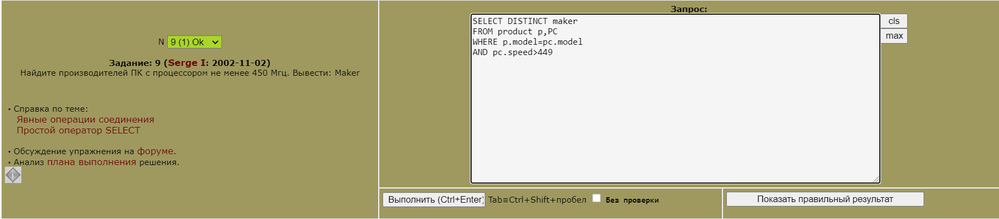 N 9 (1) Ok
Задание: 9 (Serge I: 2002-11-02)
Найдите производителей ПК с процессором не менее 450 Мгц. Вывести: Maker
• Справка по теме:
Явные операции соединения
Простой оператор SELECT
• Обсуждение упражнения на форуме.
• Анализ плана выполнения решения.
i
Запрос:
SELECT DISTINCT maker
FROM product p,PC
WHERE p.model=pc.model
AND pc.speed>449
cls
max
Выполнить (Ctrl+Enter) Tab≡Ctrl+Shift+пробел Без проверки
Показать правильный результат